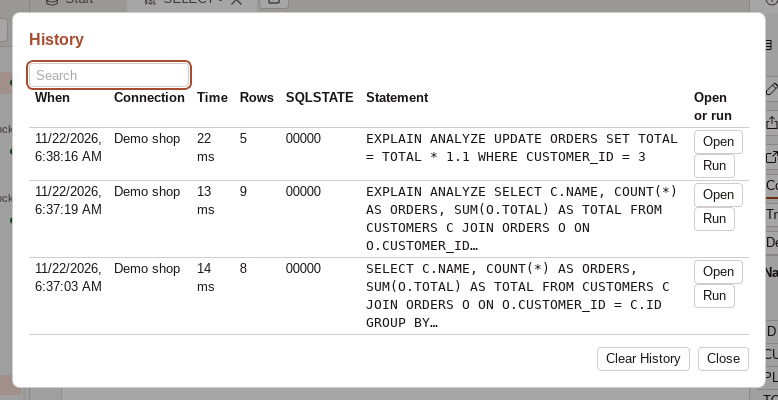 Start
SQL SELECT
History
Search
When Connection Time Rows SQLSTATE Statement Open
or run
11/22/2026, Demo shop 22 5 00000 EXPLAIN ANALYZE UPDATE ORDERS SET TOTAL Open
6:38:16 AM ms = TOTAL * 1.1 WHERE CUSTOMER_ID = 3 Run
11/22/2026, Demo shop 13 9 00000 EXPLAIN ANALYZE SELECT C.NAME, COUNT(*) Open
6:37:19 AM ms AS ORDERS, SUM(O.TOTAL) AS TOTAL FROM Run
CUSTOMERS C JOIN ORDERS O ON
O.CUSTOMER_ID…
11/22/2026, Demo shop 14 8 00000 SELECT C.NAME, COUNT(*) AS ORDERS, Open
6:37:03 AM ms SUM(O.TOTAL) AS TOTAL FROM CUSTOMERS C Run
JOIN ORDERS O ON O.CUSTOMER_ID = C.ID
GROUP BY…
Clear History Close